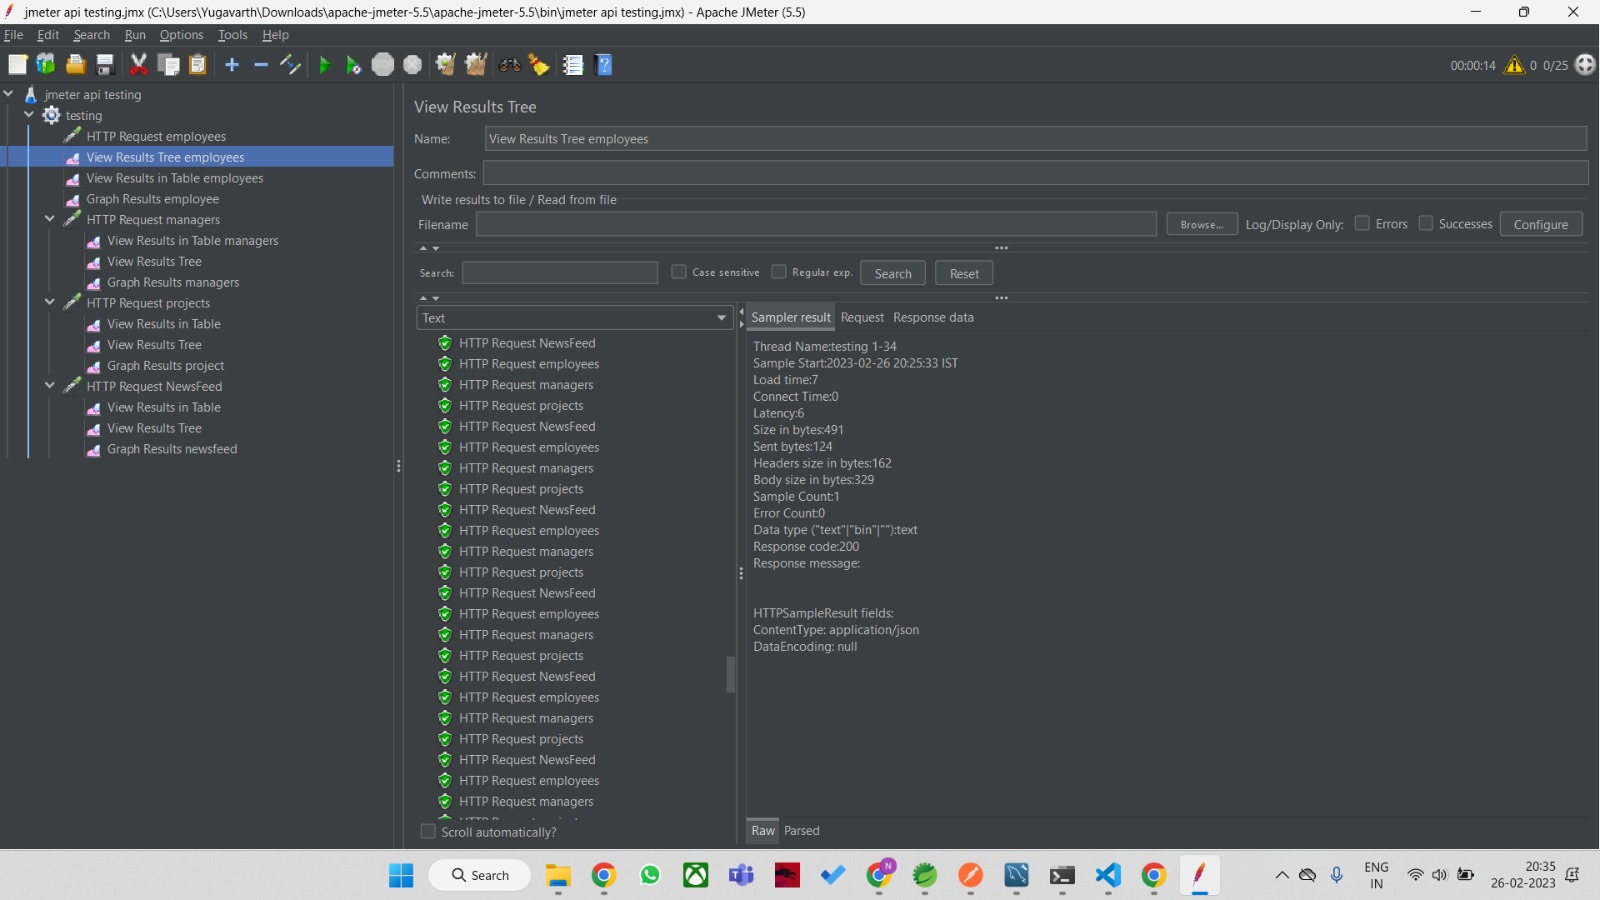 jmeter api testing.jmx (C:\Users\Yugavarth\Downloads\apache-jmeter-5.5\apache-jmeter-5.5\bin\jmeter api testing.jmx) - Apache JMeter (5.5)
File Edit Search Run Options Tools Help
00:00:14 0 0/25
jmeter api testing
testing
HTTP Request employees
View Results Tree employees
View Results in Table employees
Graph Results employee
HTTP Request managers
View Results in Table managers
View Results Tree
Graph Results managers
HTTP Request projects
View Results in Table
View Results Tree
Graph Results project
HTTP Request NewsFeed
View Results in Table
View Results Tree
Graph Results newsfeed
View Results Tree
Name: View Results Tree employees
Comments:
Write results to file / Read from file
Filename Browse... Log/Display Only: Errors Successes Configure
Search: Case sensitive Regular exp. Search Reset
Text
HTTP Request NewsFeed
HTTP Request employees
HTTP Request managers
HTTP Request projects
HTTP Request NewsFeed
HTTP Request employees
HTTP Request managers
HTTP Request projects
HTTP Request NewsFeed
HTTP Request employees
HTTP Request managers
HTTP Request projects
HTTP Request NewsFeed
HTTP Request employees
HTTP Request managers
HTTP Request projects
HTTP Request NewsFeed
HTTP Request employees
HTTP Request managers
HTTP Request projects
HTTP Request NewsFeed
HTTP Request employees
HTTP Request managers
Scroll automatically?
Sampler result Request Response data
Thread Name:testing 1-34
Sample Start:2023-02-26 20:25:33 IST
Load time:7
Connect Time:0
Latency:6
Size in bytes:491
Sent bytes:124
Headers size in bytes:162
Body size in bytes:329
Sample Count:1
Error Count:0
Data type ("text"|"bin"|""):text
Response code:200
Response message:
HTTPSampleResult fields:
ContentType: application/json
DataEncoding: null
Raw Parsed
Search
N
ENG
IN
20:35
26-02-2023